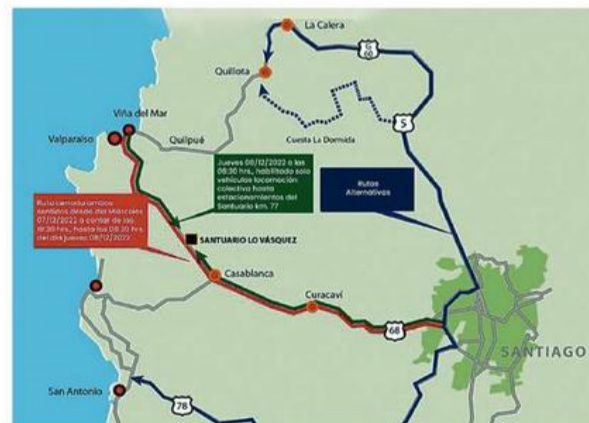 La Calera
G
60
Quillota
5
Cuesta La Dormida
Viña del Mar
Valparaíso
Quilpué
Jueves 08/12/2022 a las
08:30 hrs., habilitado solo
vehículos locomoción
colectiva hasta
estacionamientos del
Santuario km. 77
Rutas
Alternativas
Ruta cerrada ambos
sentidos desde día Miércoles
07/12/2022 a contar de las
hrs., hasta las 08:30 hrs.
del día jueves 08/12/2022
SANTUARIO LO VÁSQUEZ
Casablanca
Curacaví
68
SANTIAGO
San Antonio
78